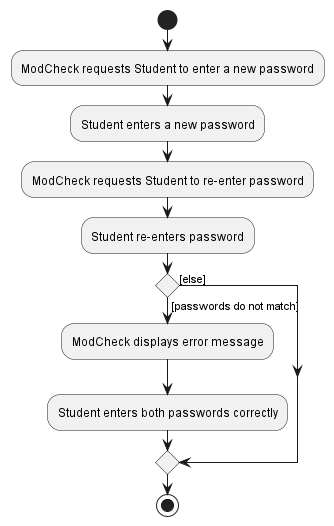 ModCheck requests Student to enter a new password
Student enters a new password
ModCheck requests Student to re-enter password
Student re-enters password
[else]
[passwords do not match]
ModCheck displays error message
Student enters both passwords correctly